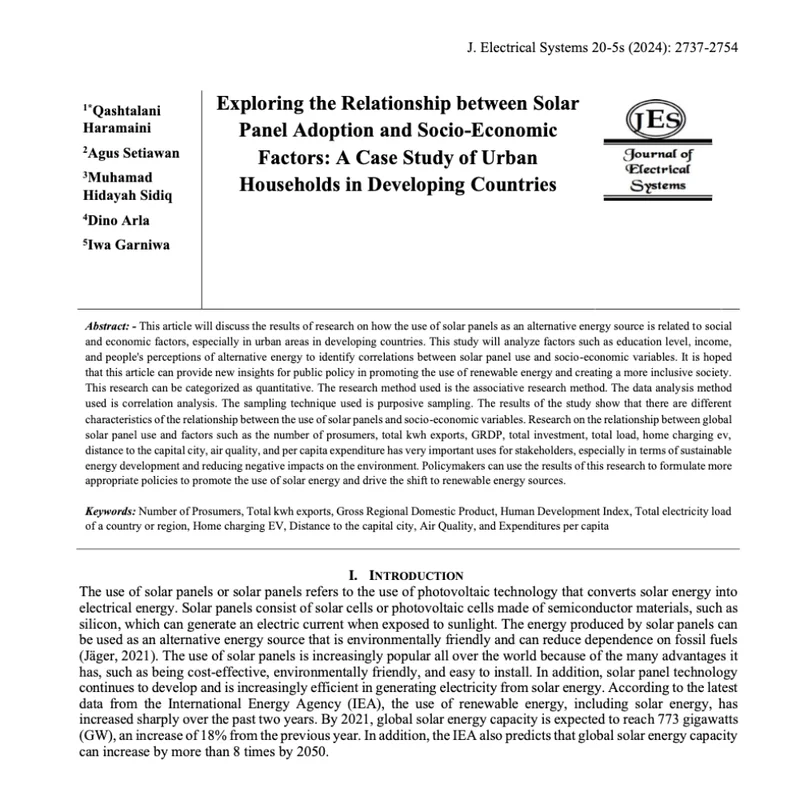 J. Electrical Systems 20-5s (2024): 2737-2754
1*Qashtalani
Haramaini
2Agus Setiawan
3Muhamad
Hidayah Sidiq
4Dino Arla
5Iwa Garniwa
Exploring the Relationship between Solar
Panel Adoption and Socio-Economic
Factors: A Case Study of Urban
Households in Developing Countries
JES
Journal of
Electrical
Systems
Abstract: - This article will discuss the results of research on how the use of solar panels as an alternative energy source is related to social
and economic factors, especially in urban areas in developing countries. This study will analyze factors such as education level, income,
and people's perceptions of alternative energy to identify correlations between solar panel use and socio-economic variables. It is hoped
that this article can provide new insights for public policy in promoting the use of renewable energy and creating a more inclusive society.
This research can be categorized as quantitative. The research method used is the associative research method. The data analysis method
used is correlation analysis. The sampling technique used is purposive sampling. The results of the study show that there are different
characteristics of the relationship between the use of solar panels and socio-economic variables. Research on the relationship between global
solar panel use and factors such as the number of prosumers, total kwh exports, GRDP, total investment, total load, home charging ev,
distance to the capital city, air quality, and per capita expenditure has very important uses for stakeholders, especially in terms of sustainable
energy development and reducing negative impacts on the environment. Policymakers can use the results of this research to formulate more
appropriate policies to promote the use of solar energy and drive the shift to renewable energy sources.
Keywords: Number of Prosumers, Total kwh exports, Gross Regional Domestic Product, Human Development Index, Total electricity load
of a country or region, Home charging EV, Distance to the capital city, Air Quality, and Expenditures per capita
I. INTRODUCTION
The use of solar panels or solar panels refers to the use of photovoltaic technology that converts solar energy into
electrical energy. Solar panels consist of solar cells or photovoltaic cells made of semiconductor materials, such as
silicon, which can generate an electric current when exposed to sunlight. The energy produced by solar panels can
be used as an alternative energy source that is environmentally friendly and can reduce dependence on fossil fuels
(Jäger, 2021). The use of solar panels is increasingly popular all over the world because of the many advantages it
has, such as being cost-effective, environmentally friendly, and easy to install. In addition, solar panel technology
continues to develop and is increasingly efficient in generating electricity from solar energy. According to the latest
data from the International Energy Agency (IEA), the use of renewable energy, including solar energy, has
increased sharply over the past two years. By 2021, global solar energy capacity is expected to reach 773 gigawatts
(GW), an increase of 18% from the previous year. In addition, the IEA also predicts that global solar energy capacity
can increase by more than 8 times by 2050.